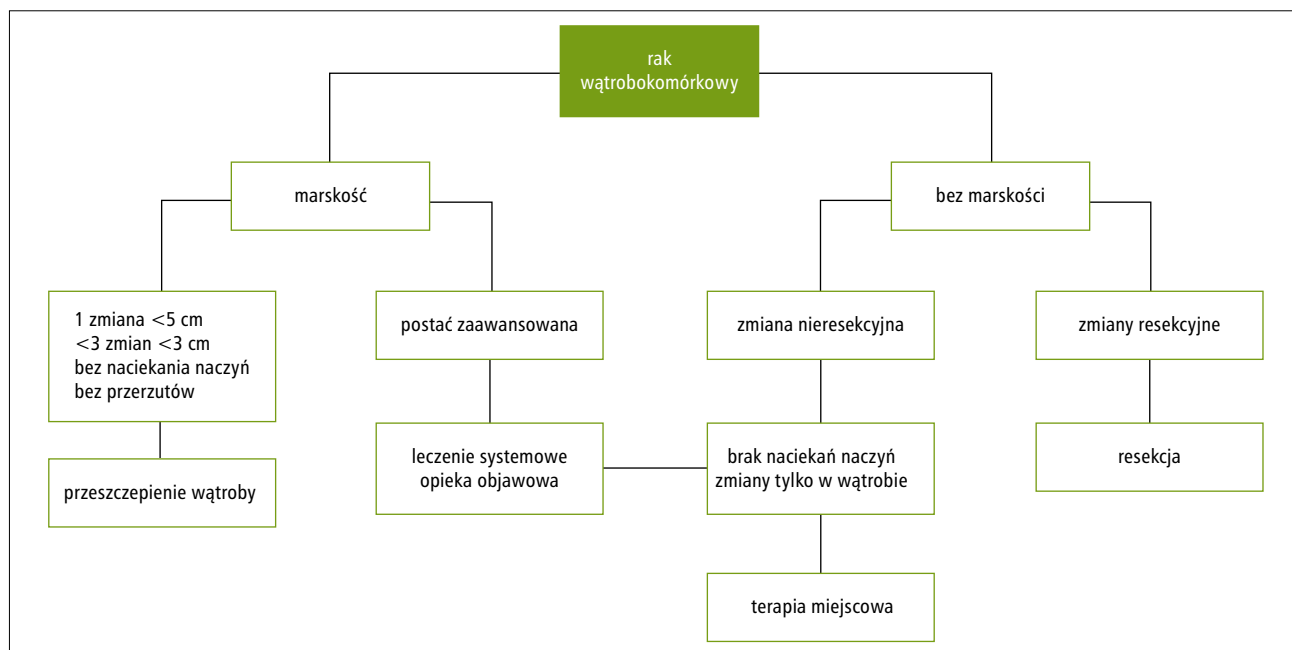 rak
wątrobokomórkowy
marskość
bez marskości
1 zmiana <5 cm
<3 zmian <3 cm
bez naciekania naczyń
bez przerzutów
postać zaawansowana
zmiana nieresekcyjna
zmiany resekcyjne
przeszczepienie wątroby
leczenie systemowe
opieka objawowa
brak naciekań naczyń
zmiany tylko w wątrobie
resekcja
terapia miejscowa